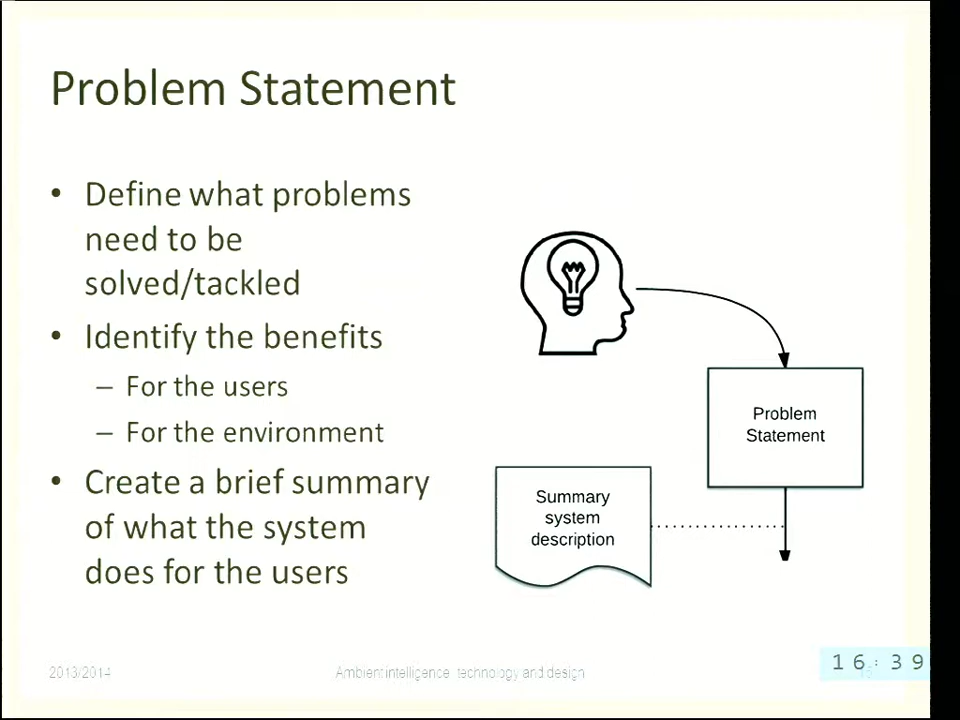 Problem Statement
• Define what problems
need to be
solved/tackled
• Identify the benefits
– For the users
– For the environment
• Create a brief summary
of what the system
does for the users
Problem
Statement
Summary
system
description
2013/2014
Ambient intelligence: technology and design
16:39